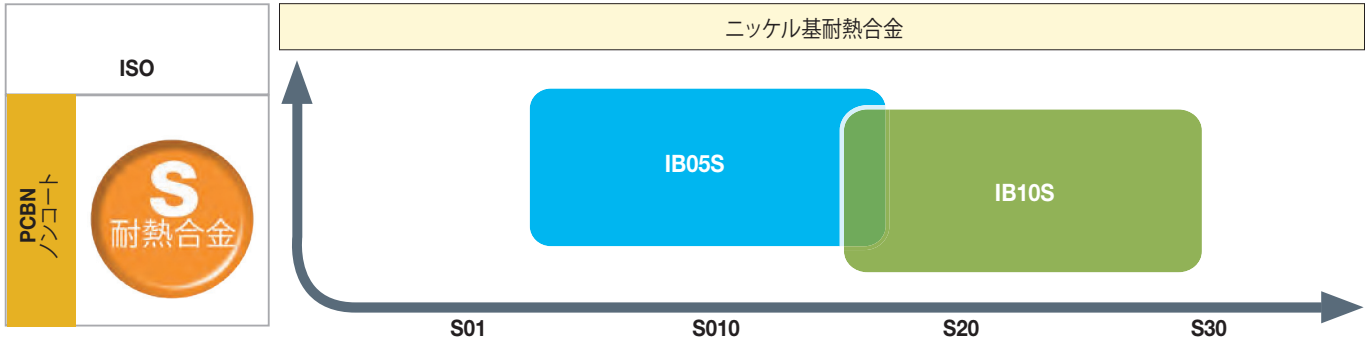 ISO
ニッケル基耐熱合金
PCBN
ノンコート
S
耐熱合金
IB05S
IB10S
S01 S010 S20 S30